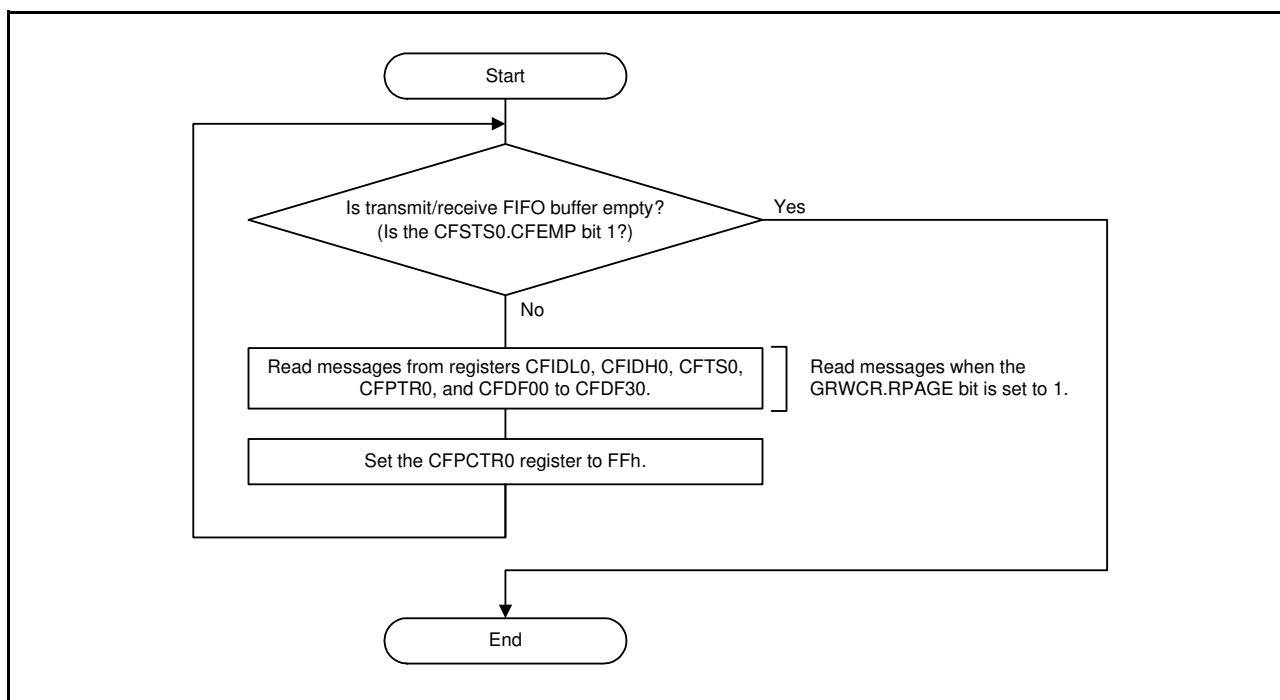 Start
Is transmit/receive FIFO buffer empty?
(Is the CFSTS0.CFEMP bit 1?)
Yes
No
Read messages from registers CFIDL0, CFIDH0, CFTS0,
CFPTR0, and CFDF00 to CFDF30.
Read messages when the
GRWCR.RPAGE bit is set to 1.
Set the CFPCTR0 register to FFh.
End